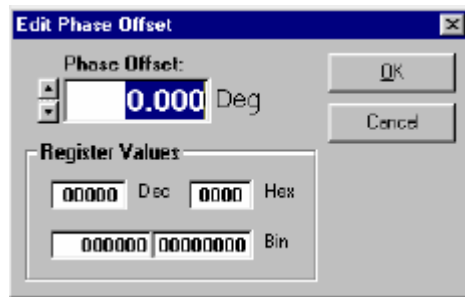 Edit Phase Offset
Phase Offset:
0.000 Deg
OK
Cancel
Register Values
00000 Dec 0000 Hex
000000 00000000 Bin